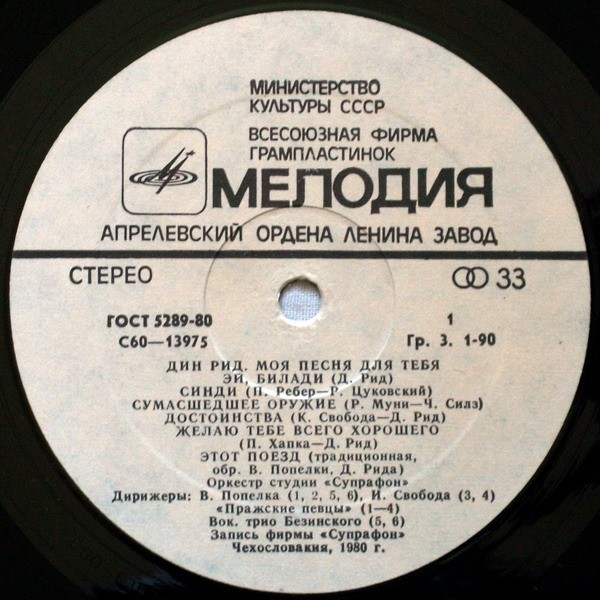 МИНИСТЕРСТВО
КУЛЬТУРЫ СССР
ВСЕСОЮЗНАЯ ФИРМА
ГРАМПЛАСТИНОК
МЕЛОДИЯ
АПРЕЛЕВСКИЙ ОРДЕНА ЛЕНИНА ЗАВОД
СТЕРЕО 33
ГОСТ 5289-80 1
С60—13975 Гр. 3. 1-90
ДИН РИД. МОЯ ПЕСНЯ ДЛЯ ТЕБЯ
ЭЙ, БИЛАДИ (Д. Рид)
СИНДИ (П. Ребер—Р. Цуковский)
СУМАСШЕДШЕЕ ОРУЖИЕ (Р. Муни—Ч. Силз)
ДОСТОИНСТВА (К. Свобода—Д. Рид)
ЖЕЛАЮ ТЕБЕ ВСЕГО ХОРОШЕГО
(П. Хапка—Д. Рид)
ЭТОТ ПОЕЗД (традиционная,
обр. В. Попелки, Д. Рида)
Оркестр студии «Супрафон»
Дирижеры: В. Попелка (1, 2, 5, 6), И. Свобода (3, 4)
«Пражские певцы» (1—4)
Вок. трио Безинского (5, 6)
Запись фирмы «Супрафон»
Чехословакия, 1980 г.